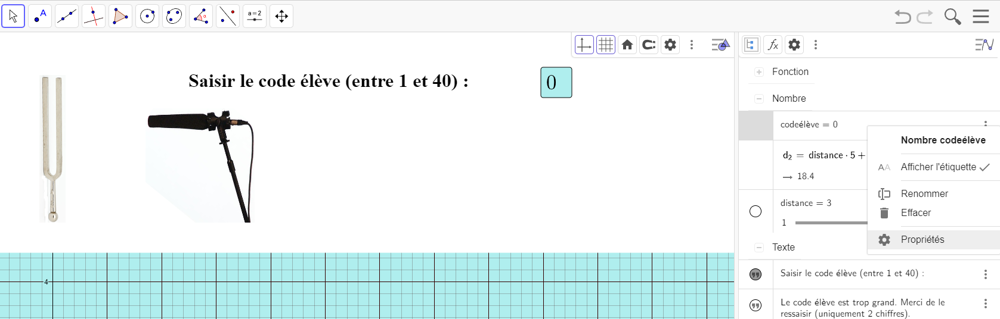 A
α
a=2
fx
Saisir le code élève (entre 1 et 40) :
0
4
Fonction
Nombre
codeélève = 0
d₂ = distance · 5 +
→ 18.4
distance = 3
1
Nombre codeélève
AA Afficher l'étiquette ✓
Renommer
Effacer
Propriétés
Texte
Saisir le code élève (entre 1 et 40) :
Le code élève est trop grand. Merci de le
ressaisir (uniquement 2 chiffres).